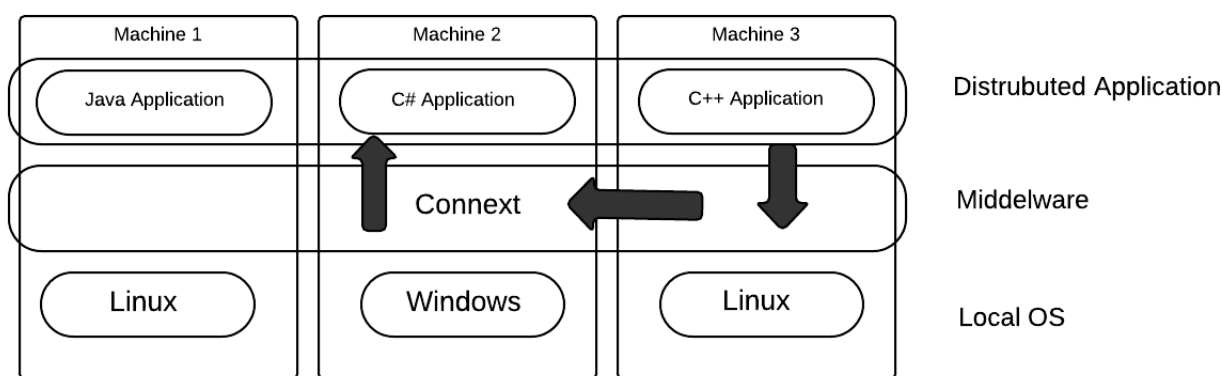 Machine 1
Machine 2
Machine 3
Java Application
C# Application
C++ Application
Distrubuted Application
Connext
Middelware
Linux
Windows
Linux
Local OS